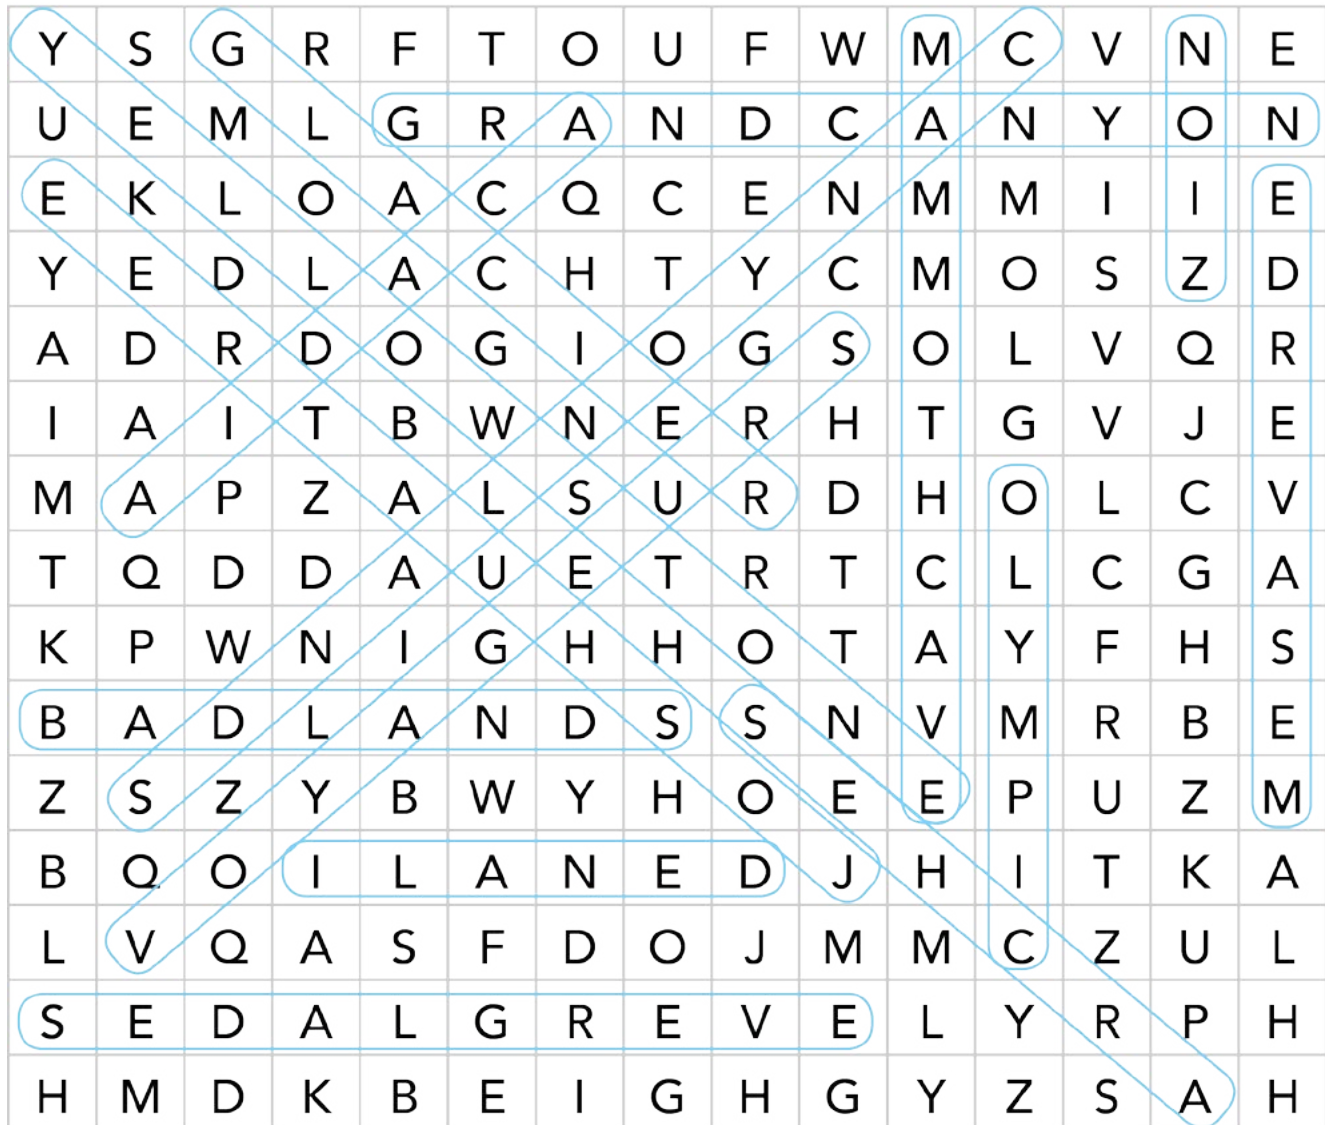 Y S G R F T O U F W M C V N E
U E M L G R A N D C A N Y O N
E K L O A C Q C E N M M I I E
Y E D L A C H T Y C M O S Z D
A D R D O G I O G S O L V Q R
I A I T B W N E R H T G V J E
M A P Z A L S U R D H O L C V
T Q D D A U E T R T C L C G A
K P W N I G H H O T A Y F H S
B A D L A N D S S N V M R B E
Z S Z Y B W Y H O E E P U Z M
B Q O I L A N E D J H I T K A
L V Q A S F D O J M M C Z U L
S E D A L G R E V E L Y R P H
H M D K B E I G H G Y Z S A H